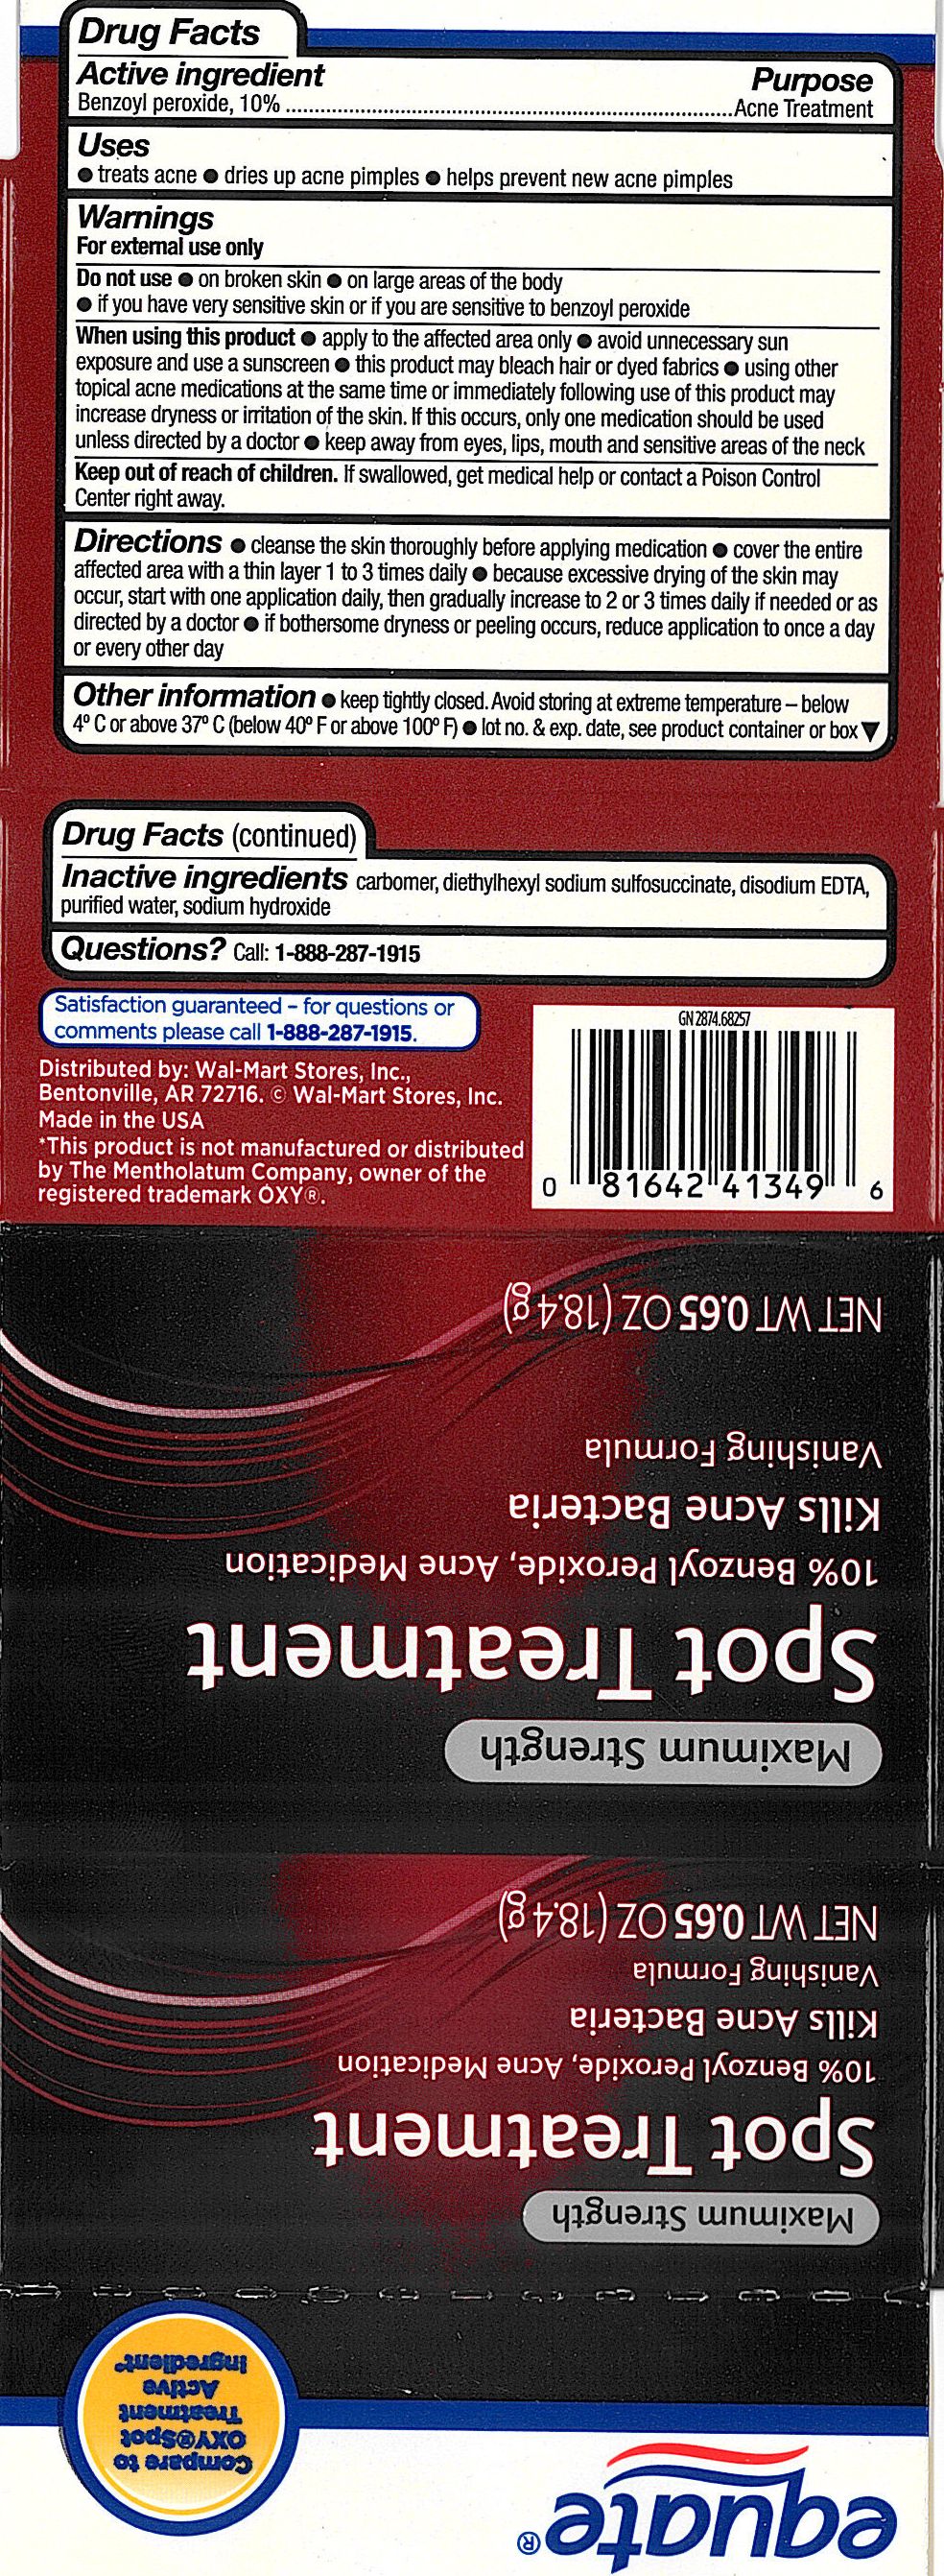 Drug Facts
Active ingredient Purpose
Benzoyl peroxide, 10% ........................................................................... Acne Treatment
Uses
● treats acne ● dries up acne pimples ● helps prevent new acne pimples
Warnings
For external use only
Do not use ● on broken skin ● on large areas of the body
● if you have very sensitive skin or if you are sensitive to benzoyl peroxide
When using this product ● apply to the affected area only ● avoid unnecessary sun
exposure and use a sunscreen ● this product may bleach hair or dyed fabrics ● using other
topical acne medications at the same time or immediately following use of this product may
increase dryness or irritation of the skin. If this occurs, only one medication should be used
unless directed by a doctor ● keep away from eyes, lips, mouth and sensitive areas of the neck
Keep out of reach of children. If swallowed, get medical help or contact a Poison Control
Center right away.
Directions ● cleanse the skin thoroughly before applying medication ● cover the entire
affected area with a thin layer 1 to 3 times daily ● because excessive drying of the skin may
occur, start with one application daily, then gradually increase to 2 or 3 times daily if needed or as
directed by a doctor ● if bothersome dryness or peeling occurs, reduce application to once a day
or every other day
Other information ● keep tightly closed. Avoid storing at extreme temperature – below
4º C or above 37º C (below 40º F or above 100º F) ● lot no. & exp. date, see product container or box ▼
Drug Facts (continued)
Inactive ingredients carbomer, diethylhexyl sodium sulfosuccinate, disodium EDTA,
purified water, sodium hydroxide
Questions? Call: 1-888-287-1915
Satisfaction guaranteed – for questions or
comments please call 1-888-287-1915.
Distributed by: Wal-Mart Stores, Inc.,
Bentonville, AR 72716. © Wal-Mart Stores, Inc.
Made in the USA
*This product is not manufactured or distributed
by The Mentholatum Company, owner of the
registered trademark OXY®.
GN 2874.68257
0 81642 41349 6
Maximum Strength
Spot Treatment
10% Benzoyl Peroxide, Acne Medication
Kills Acne Bacteria
Vanishing Formula
NET WT 0.65 OZ (18.4 g)
equate®
Compare to
OXY®Spot
Treatment
Active
Ingredient*
Maximum Strength
Spot Treatment
10% Benzoyl Peroxide, Acne Medication
Kills Acne Bacteria
Vanishing Formula
NET WT 0.65 OZ (18.4 g)